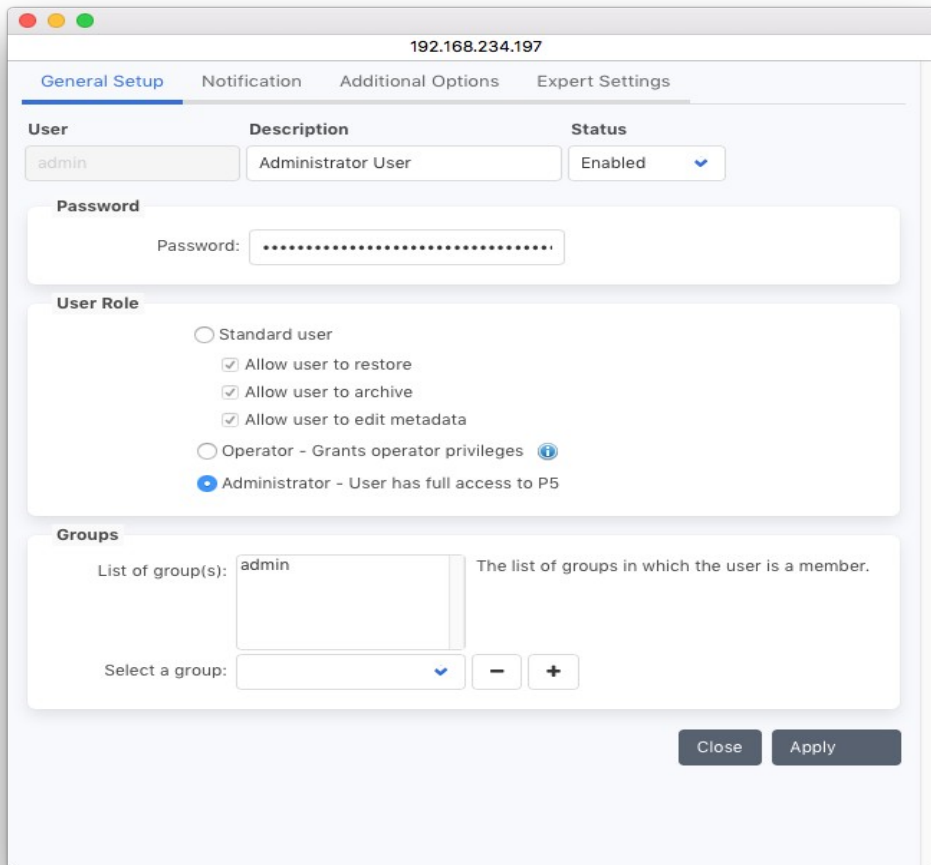 192.168.234.197
General Setup Notification Additional Options Expert Settings
User Description Status
admin Administrator User Enabled
Password
Password: ••••••••••••••••••••••••••••••••••
User Role
Standard user
Allow user to restore
Allow user to archive
Allow user to edit metadata
Operator - Grants operator privileges
Administrator - User has full access to P5
Groups
List of group(s): admin The list of groups in which the user is a member.
Select a group: − +
Close Apply